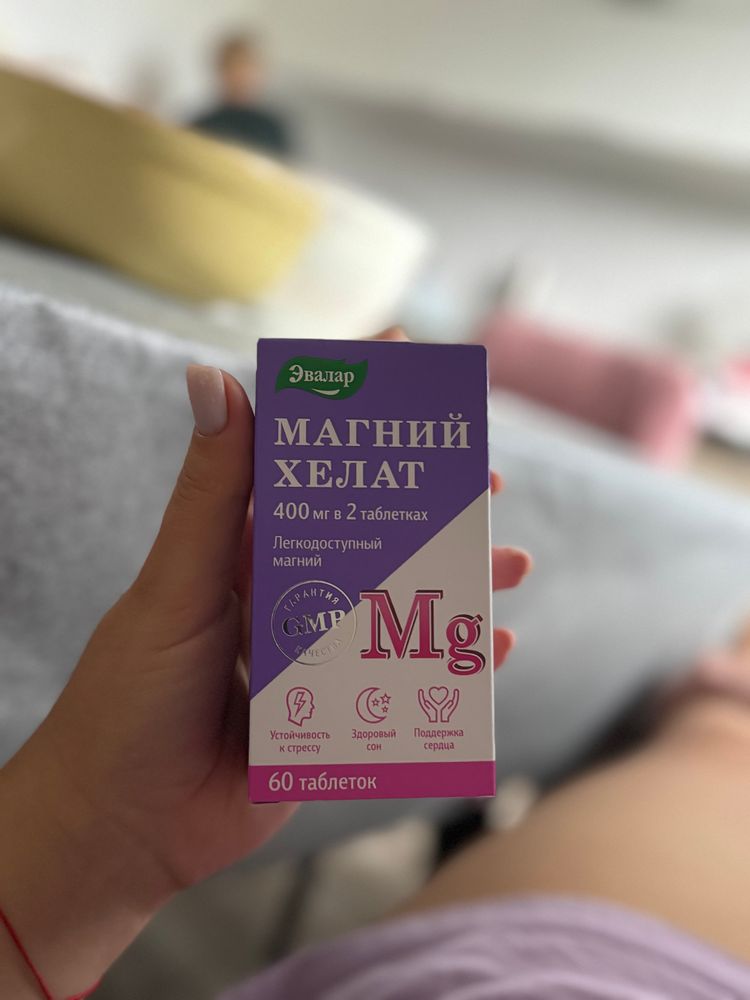 Эвалар
МАГНИЙ
ХЕЛАТ
400 мг в 2 таблетках
Легкодоступный
магний
ГАРАНТИЯ
GMP
КАЧЕСТВА
Mg
Устойчивость
к стрессу
Здоровый
сон
Поддержка
сердца
60 таблеток